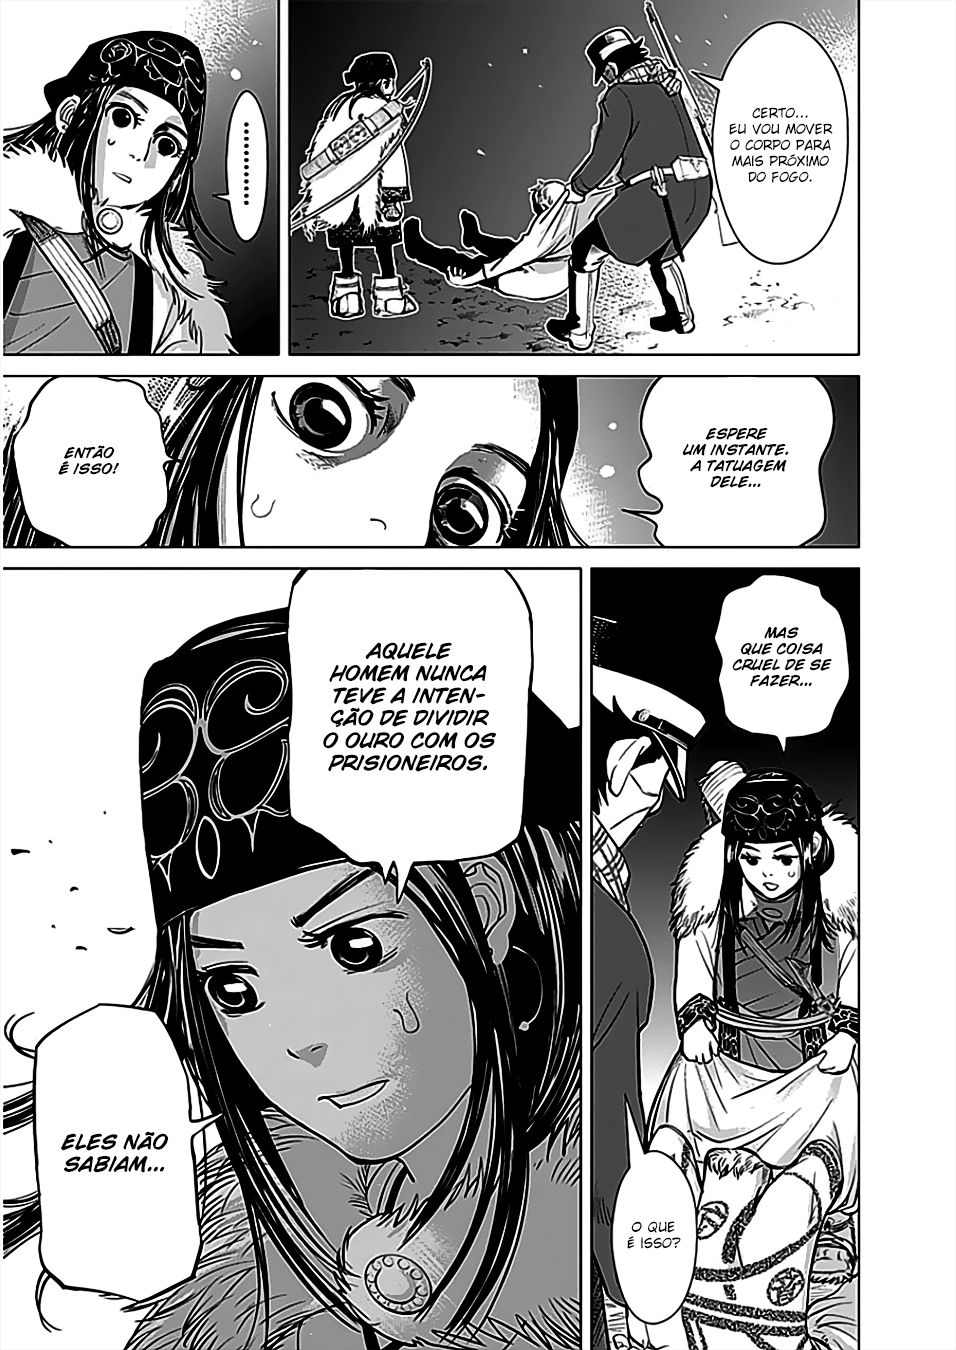 CERTO...
EU VOU MOVER
O CORPO PARA
MAIS PRÓXIMO
DO FOGO.
.........
ESPERE
UM INSTANTE.
A TATUAGEM
DELE...
ENTÃO
É ISSO!
MAS
QUE COISA
CRUEL DE SE
FAZER...
O QUE
É ISSO?
AQUELE
HOMEM NUNCA
TEVE A INTEN-
ÇÃO DE DIVIDIR
O OURO COM OS
PRISIONEIROS.
ELES NÃO
SABIAM...